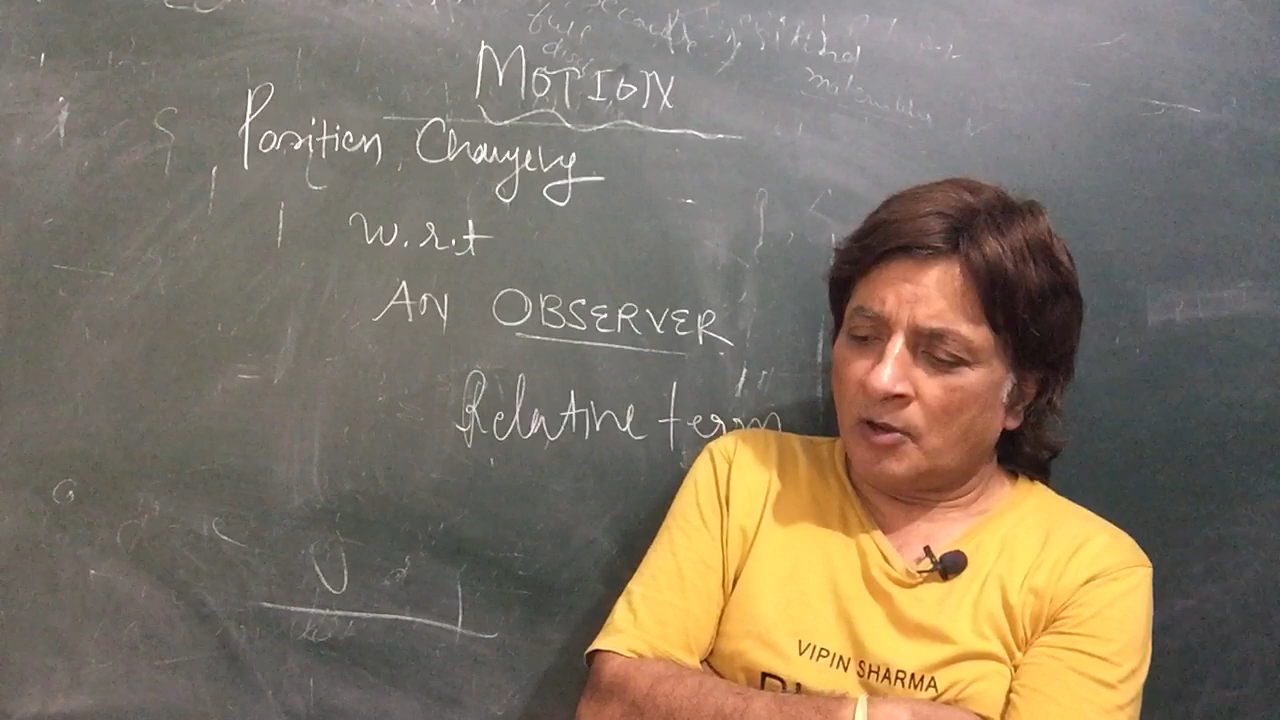 MOTION
Position Changing
w.r.t
An OBSERVER
Relative term
VIPIN SHARMA